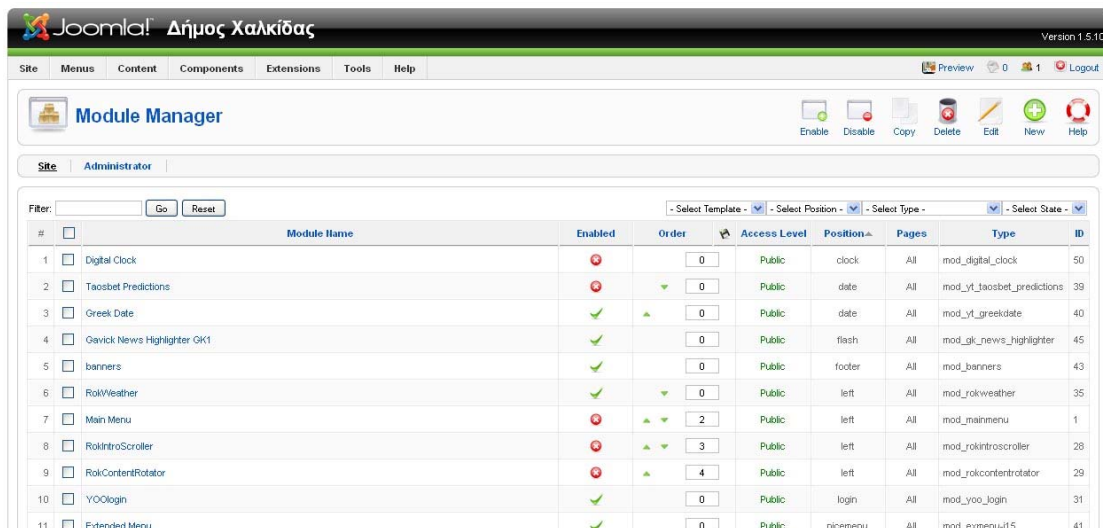 Joomla! Δήμος Χαλκίδας
Version 1.5.10
Site Menus Content Components Extensions Tools Help Preview 0 1 Logout
Module Manager
Enable Disable Copy Delete Edit New Help
Site Administrator
Filter: Go Reset - Select Template - - Select Position - - Select Type - - Select State -
# Module Name Enabled Order Access Level Position Pages Type ID
1 Digital Clock 0 Public clock All mod_digital_clock 50
2 Taosbet Predictions 0 Public date All mod_yt_taosbet_predictions 39
3 Greek Date 0 Public date All mod_yt_greekdate 40
4 Gavick News Highlighter GK1 0 Public flash All mod_gk_news_highlighter 45
5 banners 0 Public footer All mod_banners 43
6 RokWeather 0 Public left All mod_rokweather 35
7 Main Menu 2 Public left All mod_mainmenu 1
8 RokIntroScroller 3 Public left All mod_rokintroscroller 28
9 RokContentRotator 4 Public left All mod_rokcontentrotator 29
10 YOOlogin 0 Public login All mod_yoo_login 31
11 Extended Menu 0 Public nicemenu All mod_exmenu-j15 41